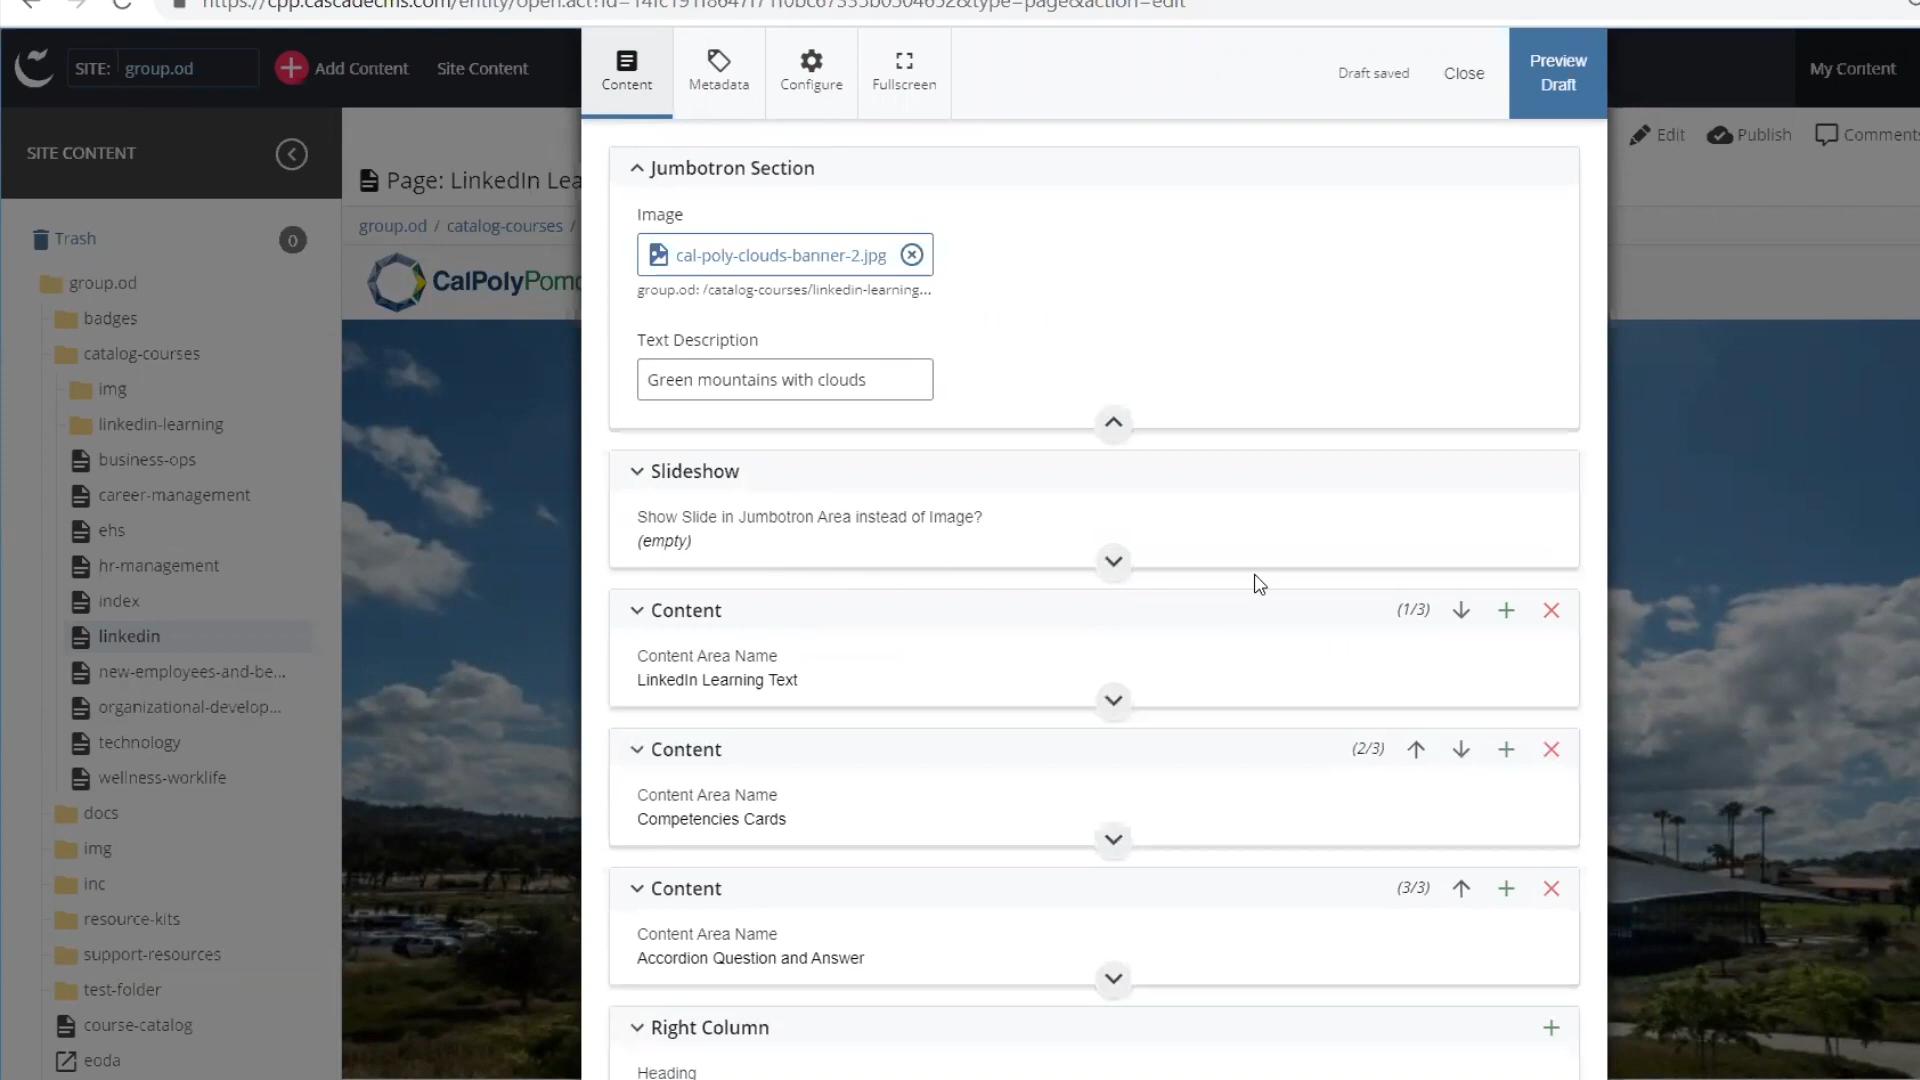 https://cpp.cascadecms.com/entity/open.act?id=
&type=page&action=edit
SITE: group.od
Add Content
Site Content
Content
Metadata
Configure
Fullscreen
Draft saved
Close
Preview
Draft
My Content
SITE CONTENT
Edit
Publish
Comments
Page: LinkedIn Lea
group.od / catalog-courses /
CalPolyPomo
Trash
0
group.od
badges
catalog-courses
img
linkedin-learning
business-ops
career-management
ehs
hr-management
index
linkedin
new-employees-and-be...
organizational-develop...
technology
wellness-worklife
docs
img
inc
resource-kits
support-resources
test-folder
course-catalog
eoda
Jumbotron Section
Image
cal-poly-clouds-banner-2.jpg
group.od: /catalog-courses/linkedin-learning...
Text Description
Green mountains with clouds
Slideshow
Show Slide in Jumbotron Area instead of Image?
(empty)
Content
(1/3)
Content Area Name
LinkedIn Learning Text
Content
(2/3)
Content Area Name
Competencies Cards
Content
(3/3)
Content Area Name
Accordion Question and Answer
Right Column
Heading